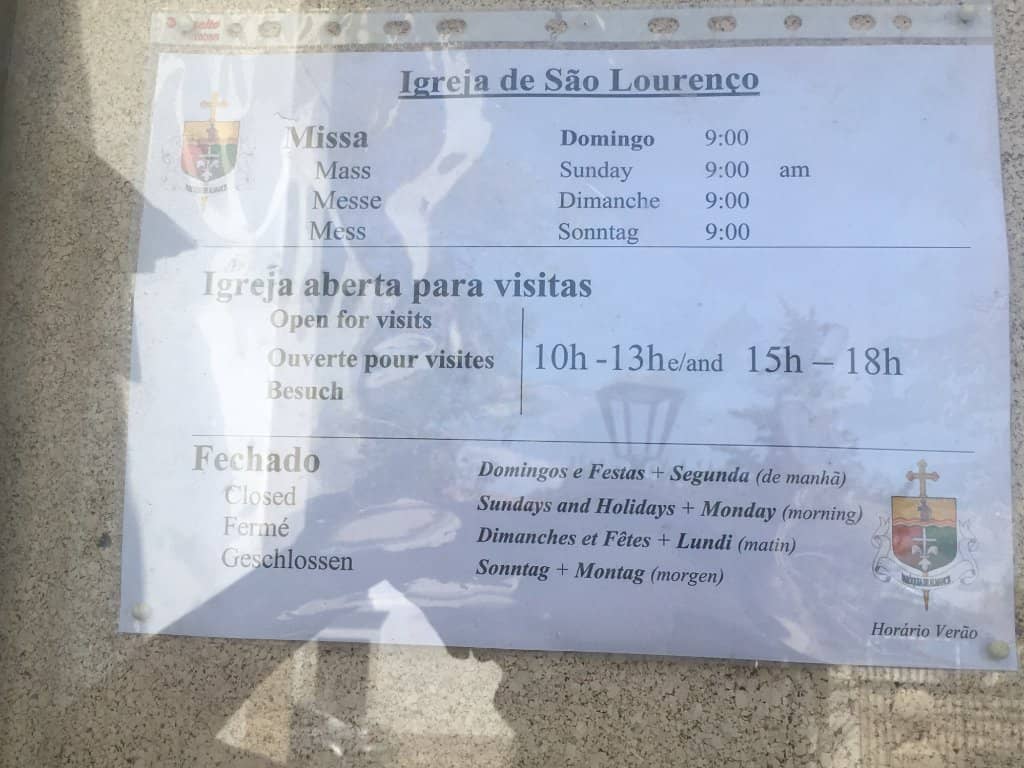 Igreja de São Lourenço
Missa Domingo 9:00
Mass Sunday 9:00 am
Messe Dimanche 9:00
Mess Sonntag 9:00
Igreja aberta para visitas
Open for visits
Ouverte pour visites
Besuch
10h -13h e/and 15h – 18h
Fechado
Closed
Fermé
Geschlossen
Domingos e Festas + Segunda (de manhã)
Sundays and Holidays + Monday (morning)
Dimanches et Fêtes + Lundi (matin)
Sonntag + Montag (morgen)
Horário Verão